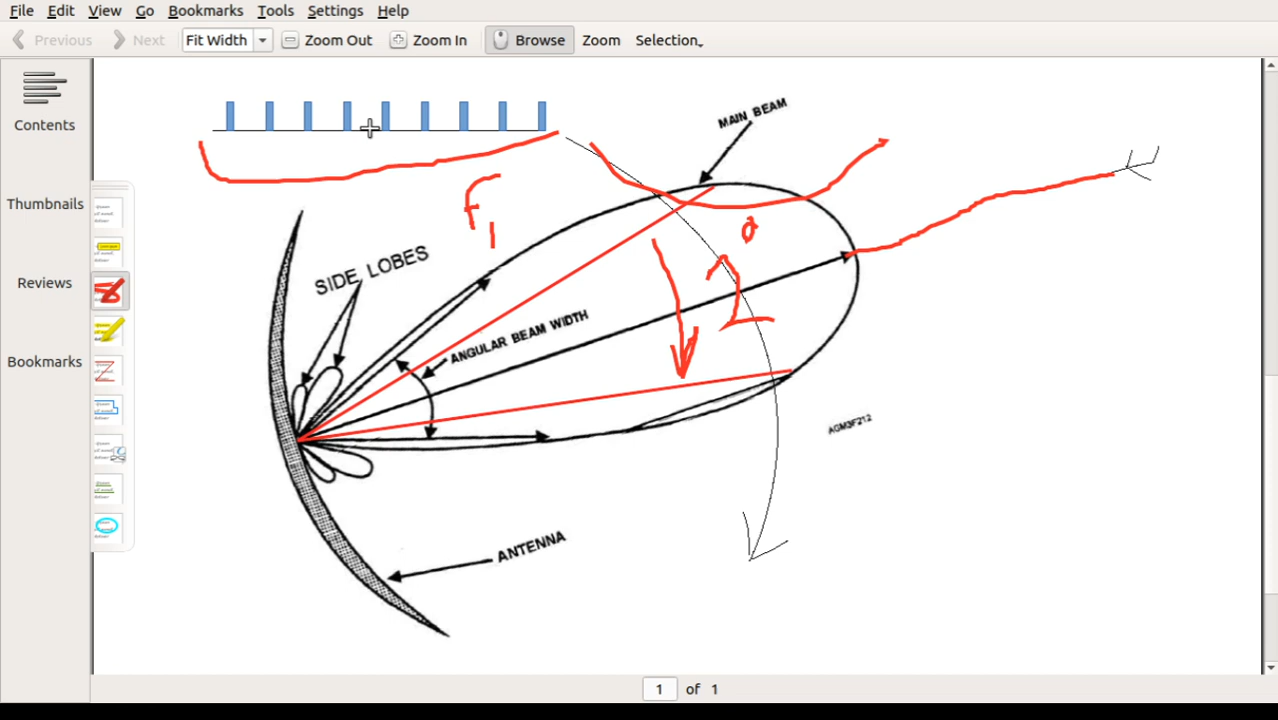 File Edit View Go Bookmarks Tools Settings Help
Previous Next Fit Width Zoom Out Zoom In Browse Zoom Selection
Contents
Thumbnails
Reviews
Bookmarks
MAIN BEAM
SIDE LOBES
ANGULAR BEAM WIDTH
ANTENNA
AGM3F212
1 of 1